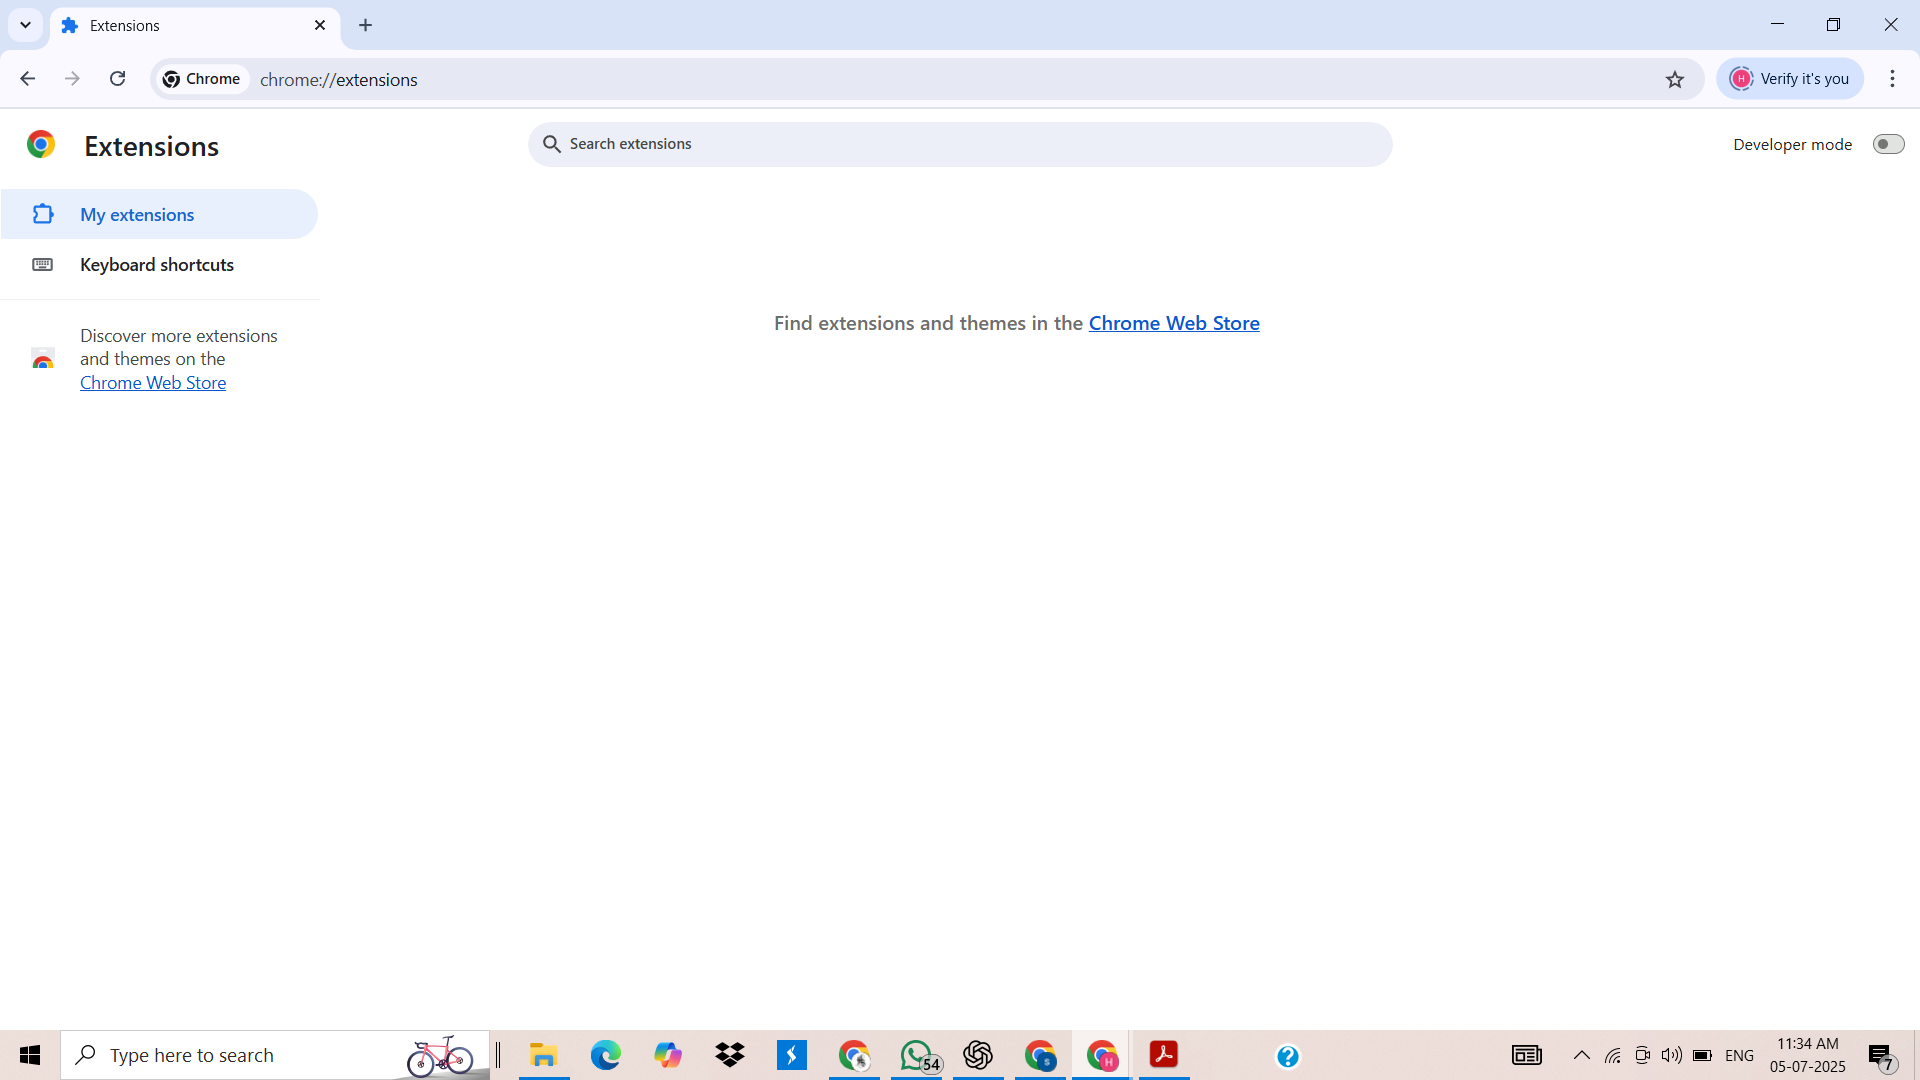 Extensions
Chrome
chrome://extensions
H
Verify it's you
Extensions
Search extensions
Developer mode
My extensions
Keyboard shortcuts
Discover more extensions
and themes on the
Chrome Web Store
Find extensions and themes in the Chrome Web Store
Type here to search
54
S
H
ENG
11:34 AM
05-07-2025
7